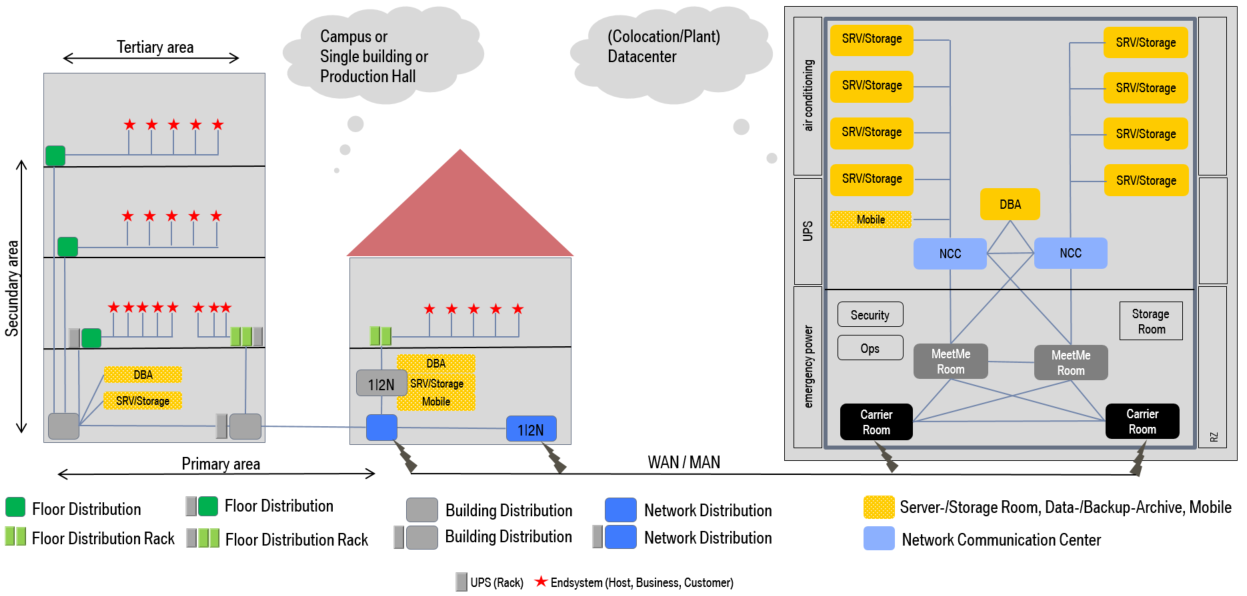 Tertiary area
Secundary area
DBA
SRV/Storage
Primary area
Campus or
Single building or
Production Hall
DBA
1|2N
SRV/Storage
Mobile
1|2N
(Colocation/Plant)
Datacenter
WAN / MAN
air conditioning
UPS
emergency power
SRV/Storage
SRV/Storage
SRV/Storage
SRV/Storage
SRV/Storage
SRV/Storage
SRV/Storage
SRV/Storage
Mobile
DBA
NCC
NCC
Security
Ops
Storage
Room
MeetMe
Room
MeetMe
Room
Carrier
Room
Carrier
Room
RZ
Floor Distribution
Floor Distribution
Building Distribution
Network Distribution
Server-/Storage Room, Data-/Backup-Archive, Mobile
Floor Distribution Rack
Floor Distribution Rack
Building Distribution
Network Distribution
Network Communication Center
UPS (Rack)
Endsystem (Host, Business, Customer)